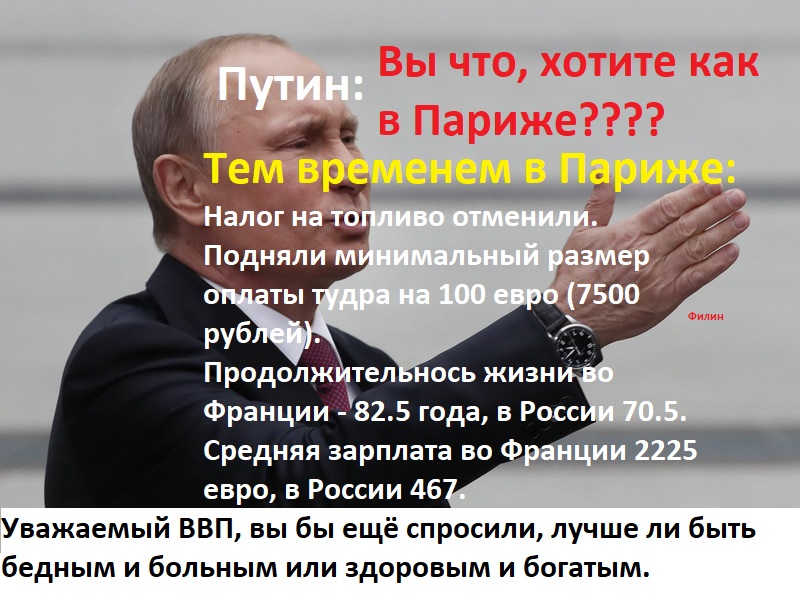 Путин:
Вы что, хотите как
в Париже????
Тем временем в Париже:
Налог на топливо отменили.
Подняли минимальный размер
оплаты тудра на 100 евро (7500
рублей).
Филин
Продолжительнось жизни во
Франции - 82.5 года, в России 70.5.
Средняя зарплата во Франции 2225
евро, в России 467.
Уважаемый ВВП, вы бы ещё спросили, лучше ли быть
бедным и больным или здоровым и богатым.